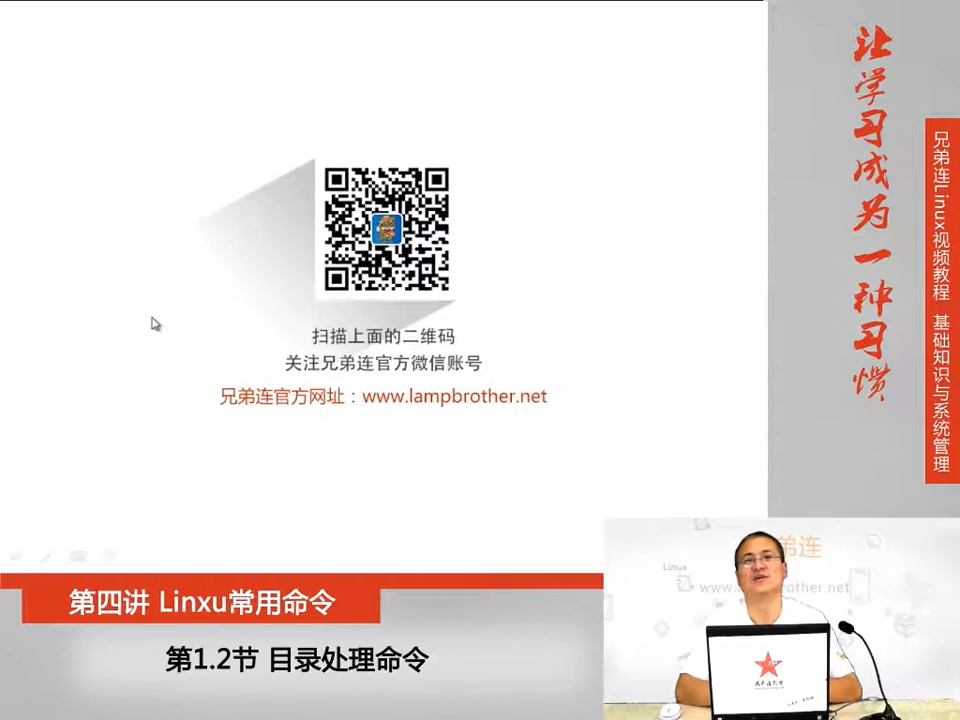 让学习成为一种习惯
兄弟连Linux视频教程 基础知识与系统管理
扫描上面的二维码
关注兄弟连官方微信账号
兄弟连官方网址：www.lampbrother.net
第四讲 Linxu常用命令
第1.2节 目录处理命令
弟连
Linux